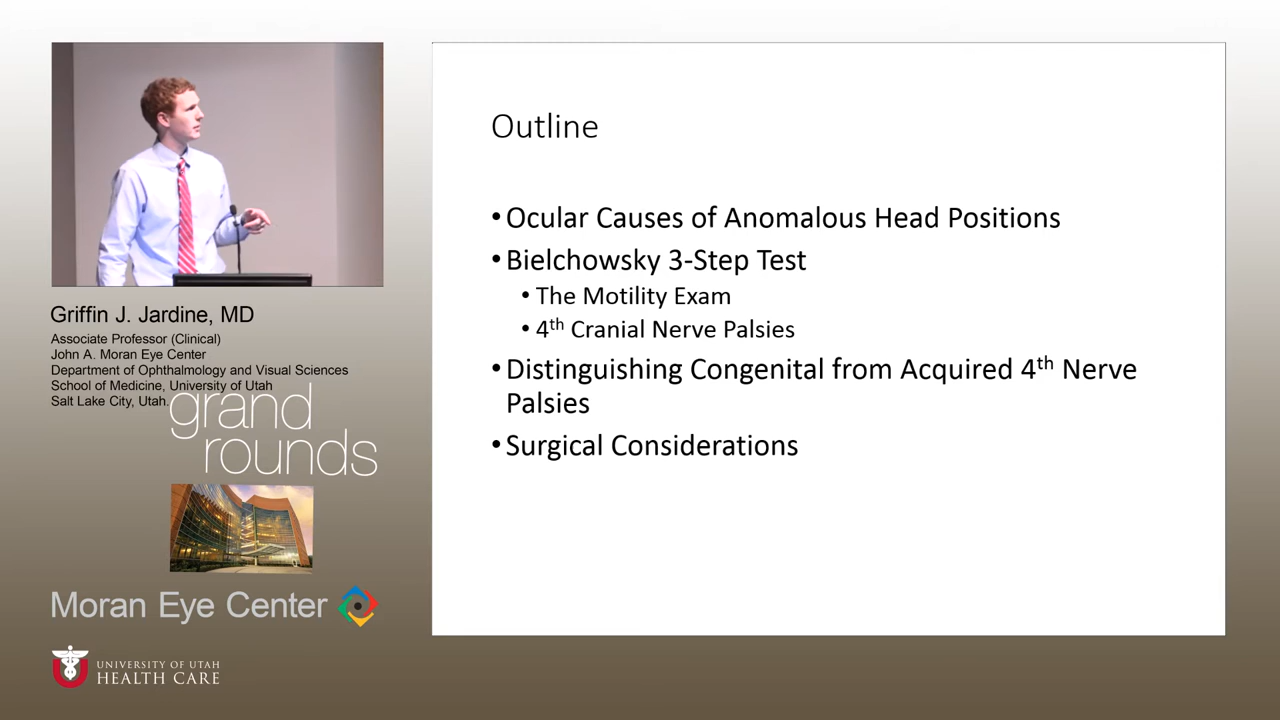 Griffin J. Jardine, MD
Associate Professor (Clinical)
John A. Moran Eye Center
Department of Ophthalmology and Visual Sciences
School of Medicine, University of Utah
Salt Lake City, Utah.
grand
rounds
Moran Eye Center
UNIVERSITY OF UTAH
HEALTH CARE
Outline
• Ocular Causes of Anomalous Head Positions
• Bielchowsky 3-Step Test
• The Motility Exam
• 4th Cranial Nerve Palsies
• Distinguishing Congenital from Acquired 4th Nerve
Palsies
• Surgical Considerations